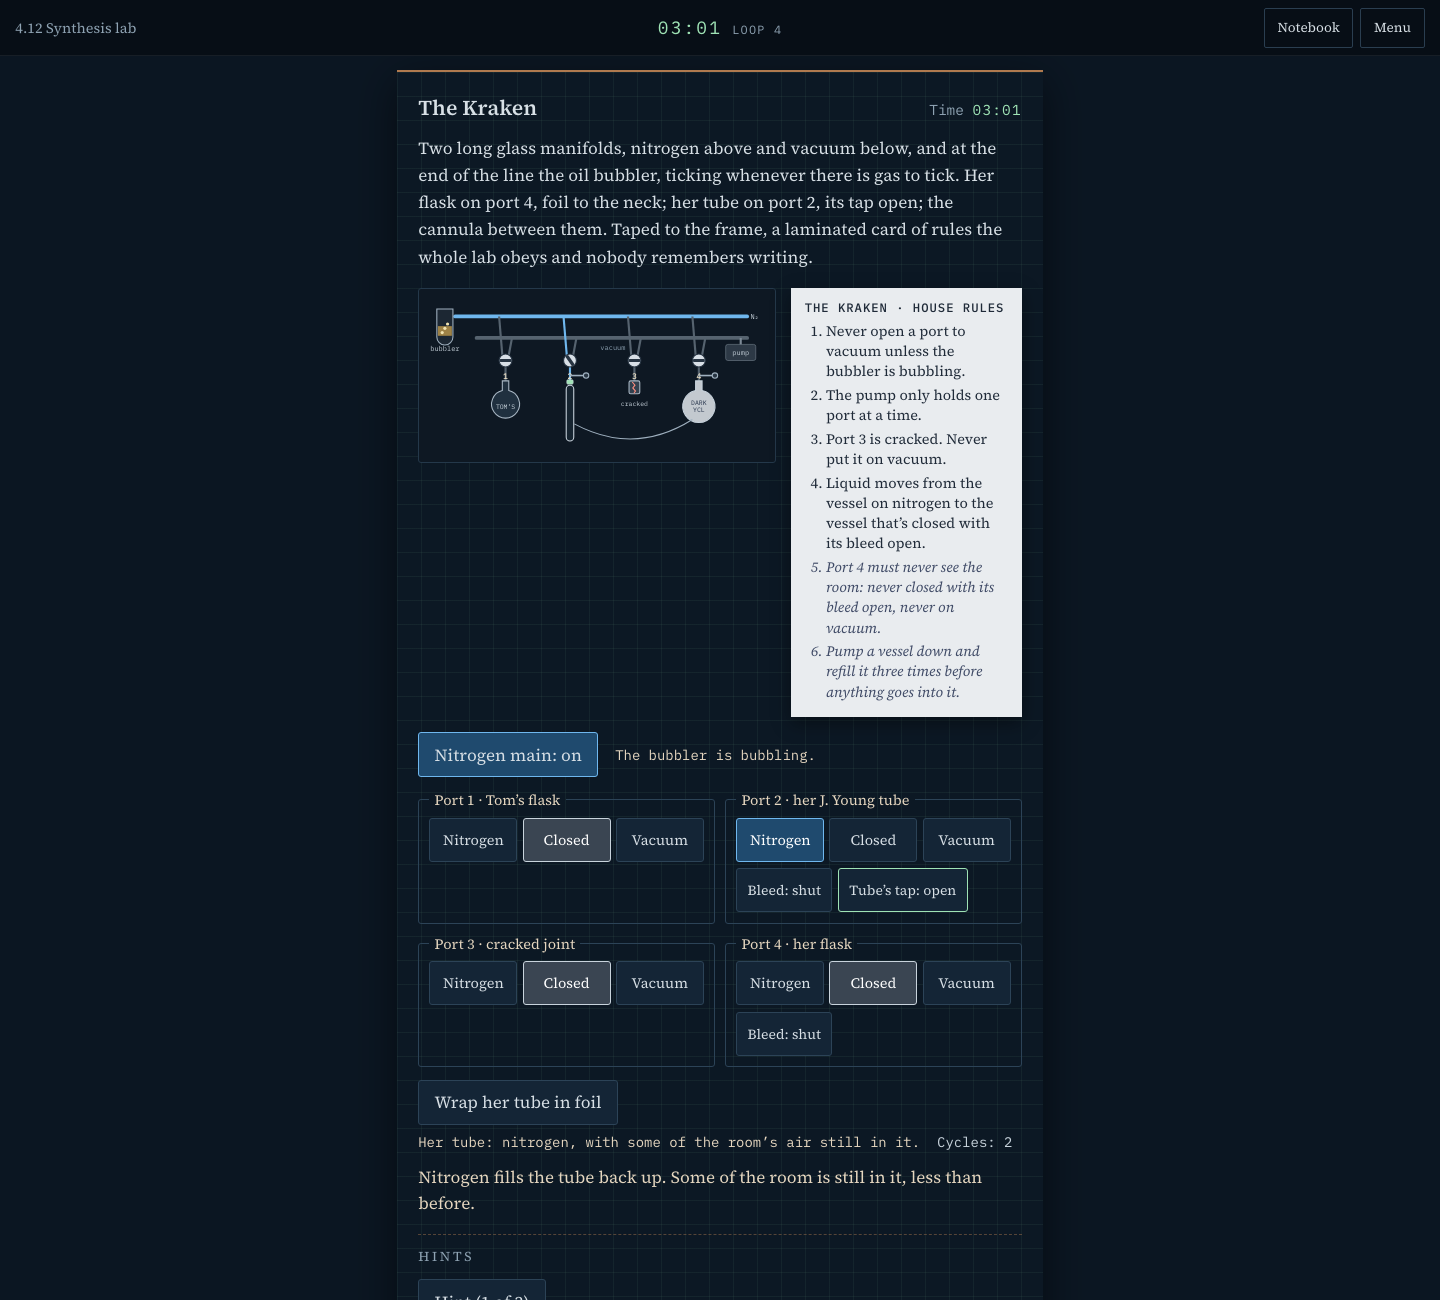 4.12 Synthesis lab
03:01 LOOP 4
Notebook
Menu
The Kraken
Time 03:01
Two long glass manifolds, nitrogen above and vacuum below, and at the
end of the line the oil bubbler, ticking whenever there is gas to tick. Her
flask on port 4, foil to the neck; her tube on port 2, its tap open; the
cannula between them. Taped to the frame, a laminated card of rules the
whole lab obeys and nobody remembers writing.
N₂
bubbler
vacuum
pump
1
2
3
4
TOM'S
cracked
DARK
YCL
THE KRAKEN · HOUSE RULES
1. Never open a port to
vacuum unless the
bubbler is bubbling.
2. The pump only holds one
port at a time.
3. Port 3 is cracked. Never
put it on vacuum.
4. Liquid moves from the
vessel on nitrogen to the
vessel that’s closed with
its bleed open.
5. Port 4 must never see the
room: never closed with its
bleed open, never on
vacuum.
6. Pump a vessel down and
refill it three times before
anything goes into it.
Nitrogen main: on
The bubbler is bubbling.
Port 1 · Tom’s flask
Nitrogen
Closed
Vacuum
Port 2 · her J. Young tube
Nitrogen
Closed
Vacuum
Bleed: shut
Tube’s tap: open
Port 3 · cracked joint
Nitrogen
Closed
Vacuum
Port 4 · her flask
Nitrogen
Closed
Vacuum
Bleed: shut
Wrap her tube in foil
Her tube: nitrogen, with some of the room’s air still in it. Cycles: 2
Nitrogen fills the tube back up. Some of the room is still in it, less than
before.
HINTS
Hint (1 of 3)